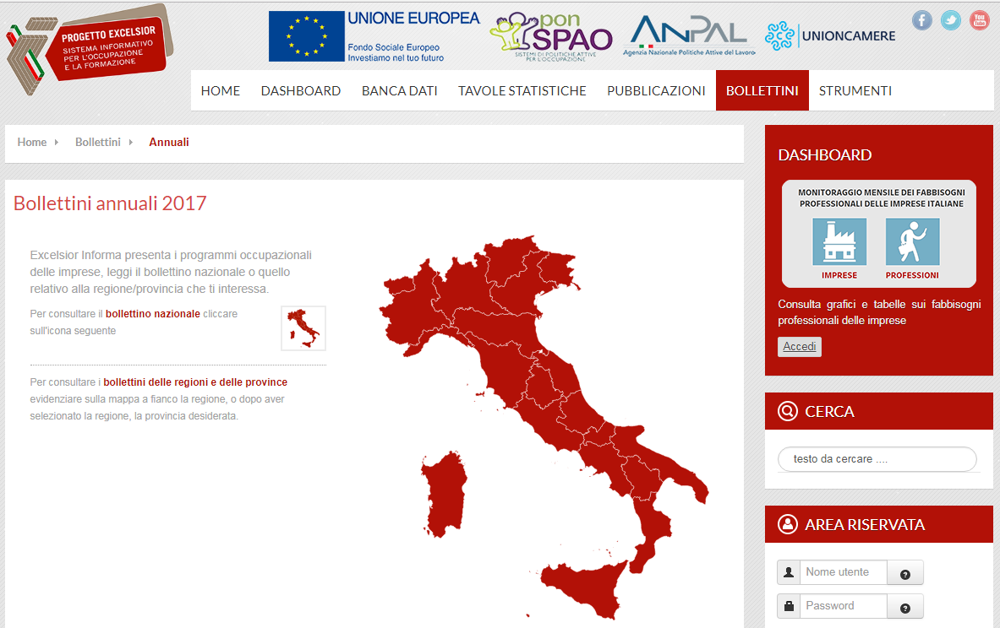 PROGETTO EXCELSIOR
SISTEMA INFORMATIVO
PER L'OCCUPAZIONE
E LA FORMAZIONE
UNIONE EUROPEA
Fondo Sociale Europeo
Investiamo nel tuo futuro
pon
SPAO
SISTEMI DI POLITICHE ATTIVE
PER L'OCCUPAZIONE
ANPAL
Agenzia Nazionale Politiche Attive del Lavoro
UNIONCAMERE
f
You
Tube
HOME
DASHBOARD
BANCA DATI
TAVOLE STATISTICHE
PUBBLICAZIONI
BOLLETTINI
STRUMENTI
Home
Bollettini
Annuali
Bollettini annuali 2017
Excelsior Informa presenta i programmi occupazionali
delle imprese, leggi il bollettino nazionale o quello
relativo alla regione/provincia che ti interessa.
Per consultare il bollettino nazionale cliccare
sull'icona seguente
Per consultare i bollettini delle regioni e delle province
evidenziare sulla mappa a fianco la regione, o dopo aver
selezionato la regione, la provincia desiderata.
DASHBOARD
MONITORAGGIO MENSILE DEI FABBISOGNI
PROFESSIONALI DELLE IMPRESE ITALIANE
IMPRESE
PROFESSIONI
Consulta grafici e tabelle sui fabbisogni
professionali delle imprese
Accedi
CERCA
testo da cercare ....
AREA RISERVATA
Nome utente
?
Password
?